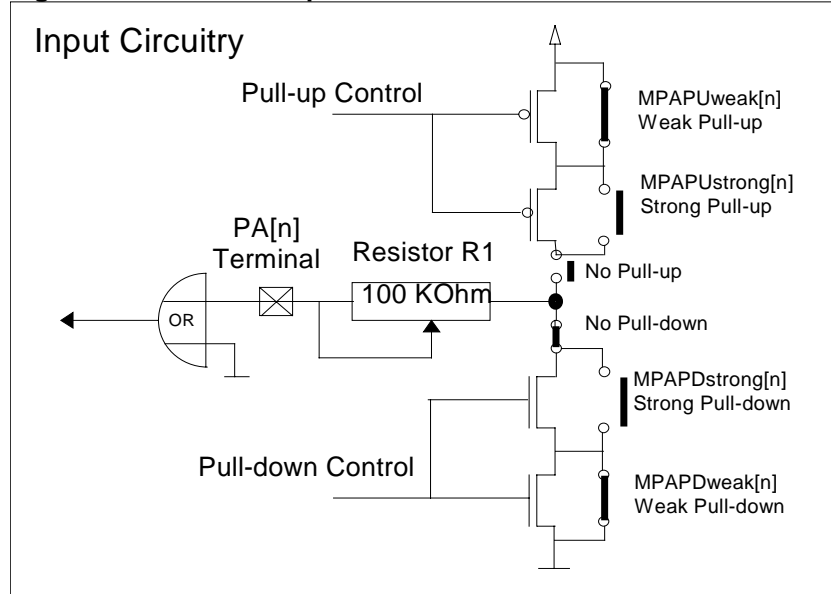 Input Circuitry
Pull-up Control
MPAPUweak[n]
Weak Pull-up
MPAPUstrong[n]
Strong Pull-up
PA[n]
Terminal
Resistor R1
100 KOhm
No Pull-up
OR
No Pull-down
MPAPDstrong[n]
Strong Pull-down
Pull-down Control
MPAPDweak[n]
Weak Pull-down